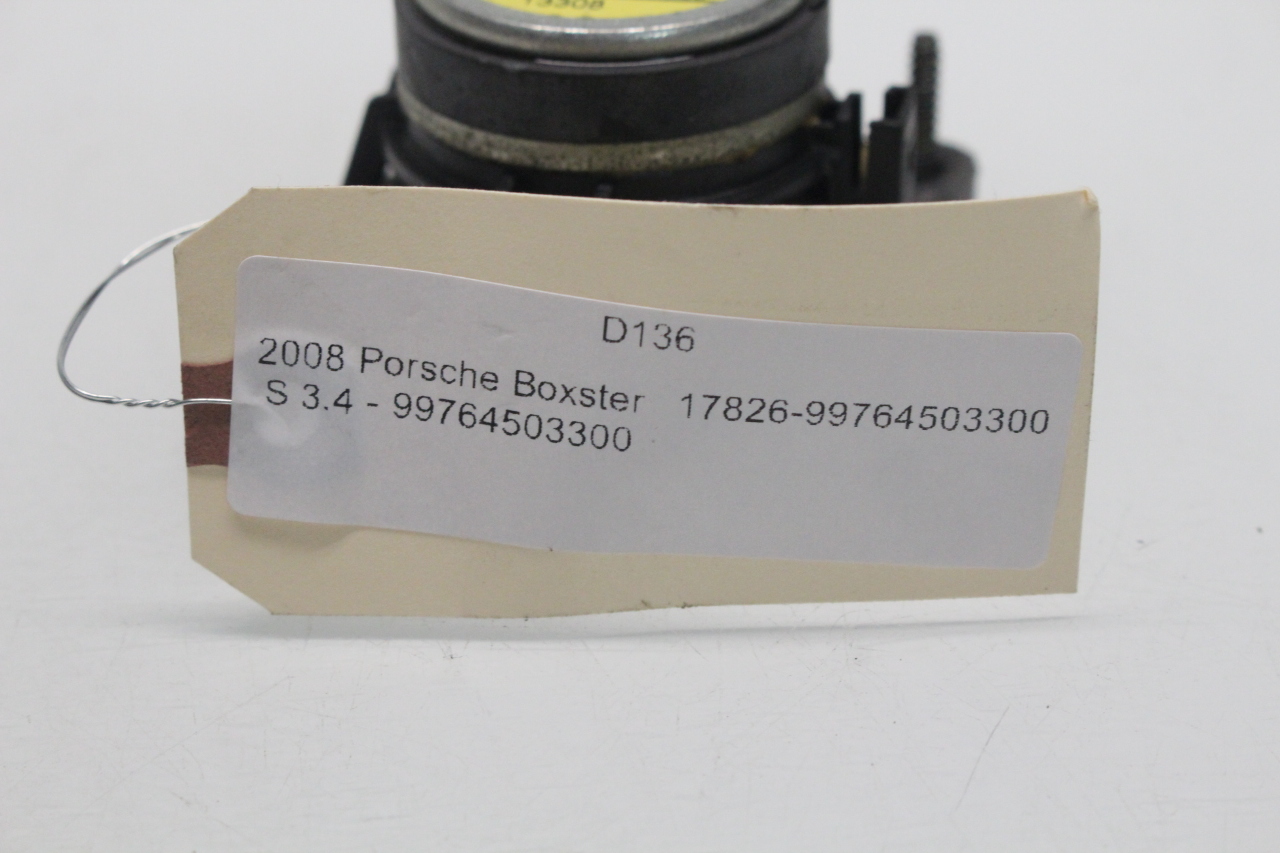 D136
2008 Porsche Boxster 17826-99764503300
S 3.4 - 99764503300